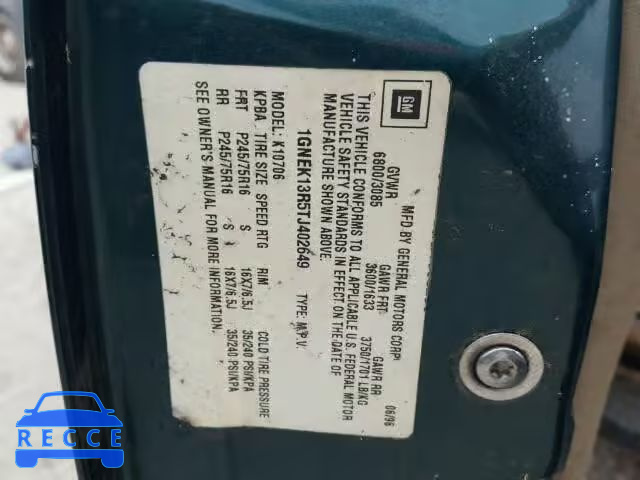 GM
MFD BY GENERAL MOTORS CORP
06/96
GVWR GAWR FRT GAWR RR
6800/3085 3600/1633 3750/1701 LB/KG
THIS VEHICLE CONFORMS TO ALL APPLICABLE U.S. FEDERAL MOTOR
VEHICLE SAFETY STANDARDS IN EFFECT ON THE DATE OF
MANUFACTURE SHOWN ABOVE.
1GNEK13R5TJ402649 TYPE: M.P.V.
MODEL: K10706
KPBA TIRE SIZE SPEED RTG RIM COLD TIRE PRESSURE
FRT P245/75R16 S 16X7/6.5J 35/240 PSI/KPA
RR P245/75R16 S 16X7/6.5J 35/240 PSI/KPA
SEE OWNER'S MANUAL FOR MORE INFORMATION.
RECCE